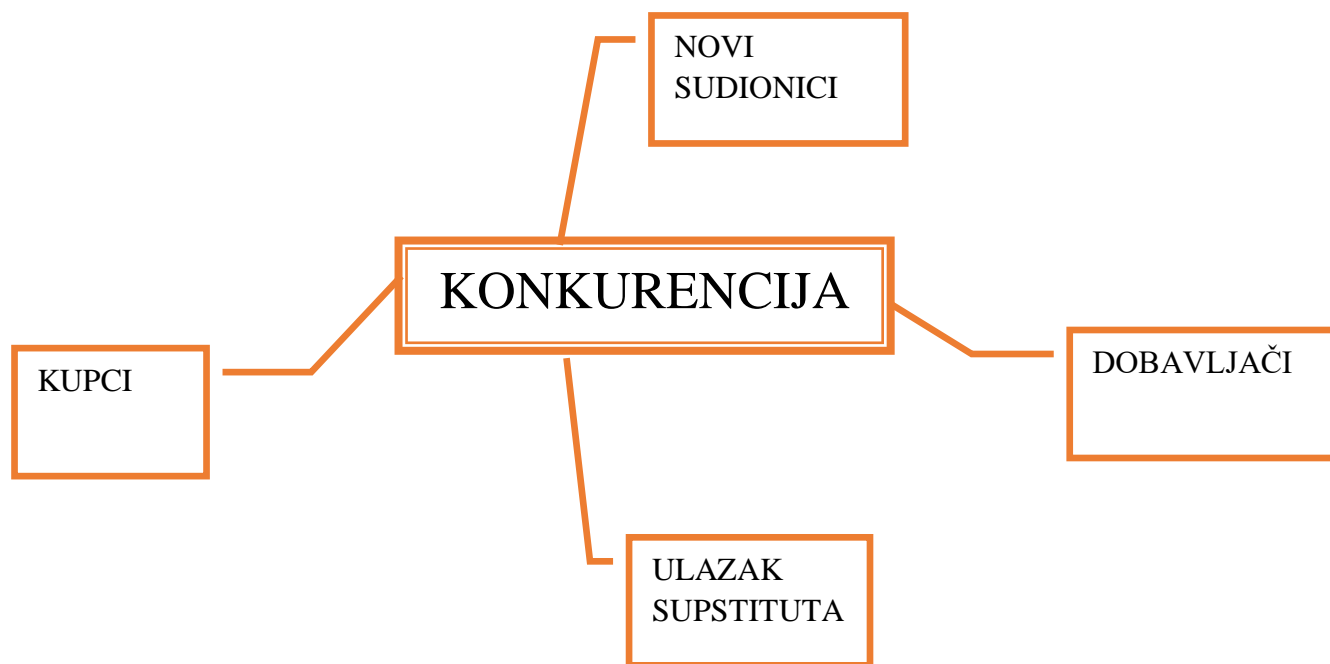 NOVI
SUDIONICI
KONKURENCIJA
KUPCI
DOBAVLJAČI
ULAZAK
SUPSTITUTA